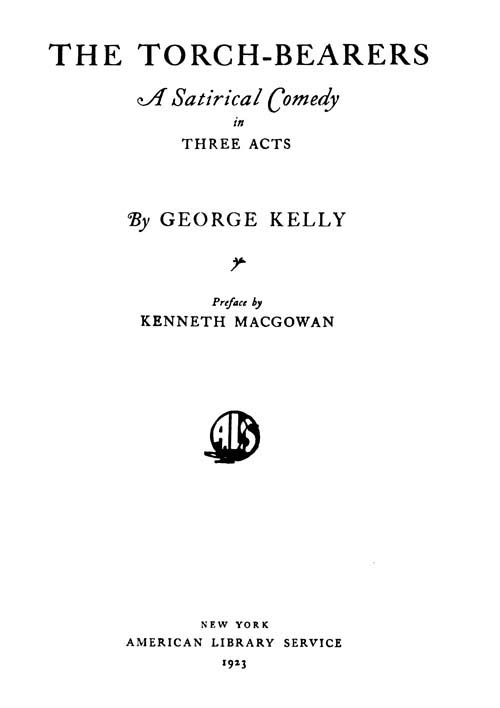 THE TORCH-BEARERS
A Satirical Comedy
in
THREE ACTS
By GEORGE KELLY
Preface by
KENNETH MACGOWAN
ALS
NEW YORK
AMERICAN LIBRARY SERVICE
1923